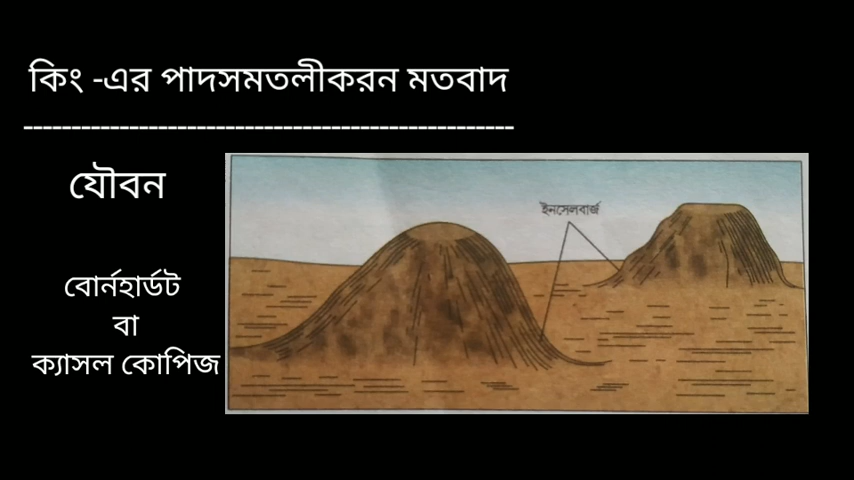 কিং -এর পাদসমতলীকরন মতবাদ
যৌবন
ইনসেলবার্জ
বোর্নহার্ডট
বা
ক্যাসল কোপিজ